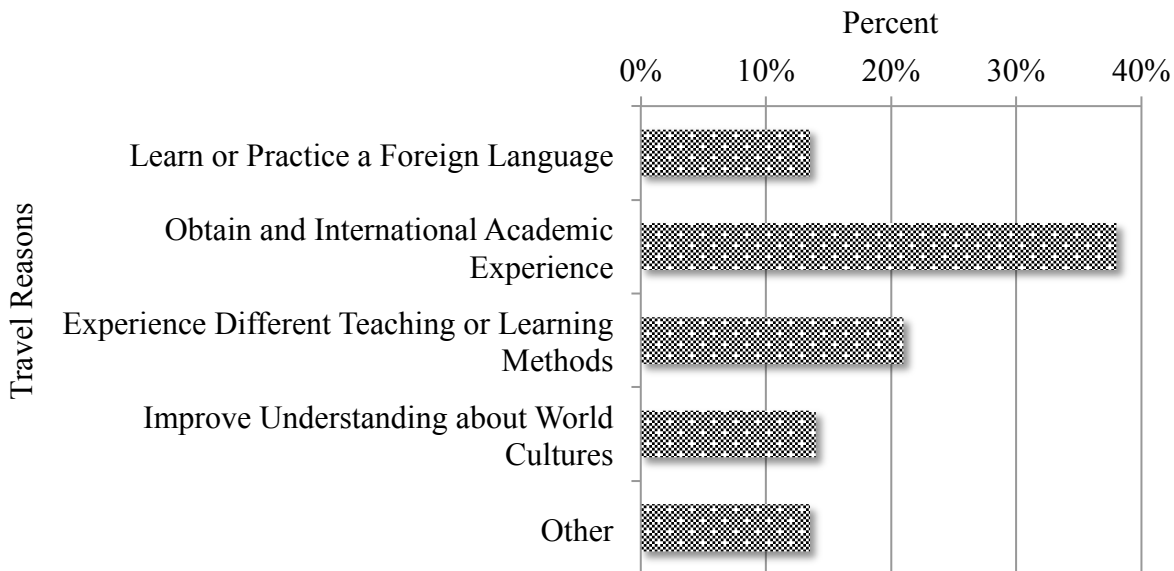 Percent
0% 10% 20% 30% 40%
Travel Reasons
Learn or Practice a Foreign Language
Obtain and International Academic
Experience
Experience Different Teaching or Learning
Methods
Improve Understanding about World
Cultures
Other